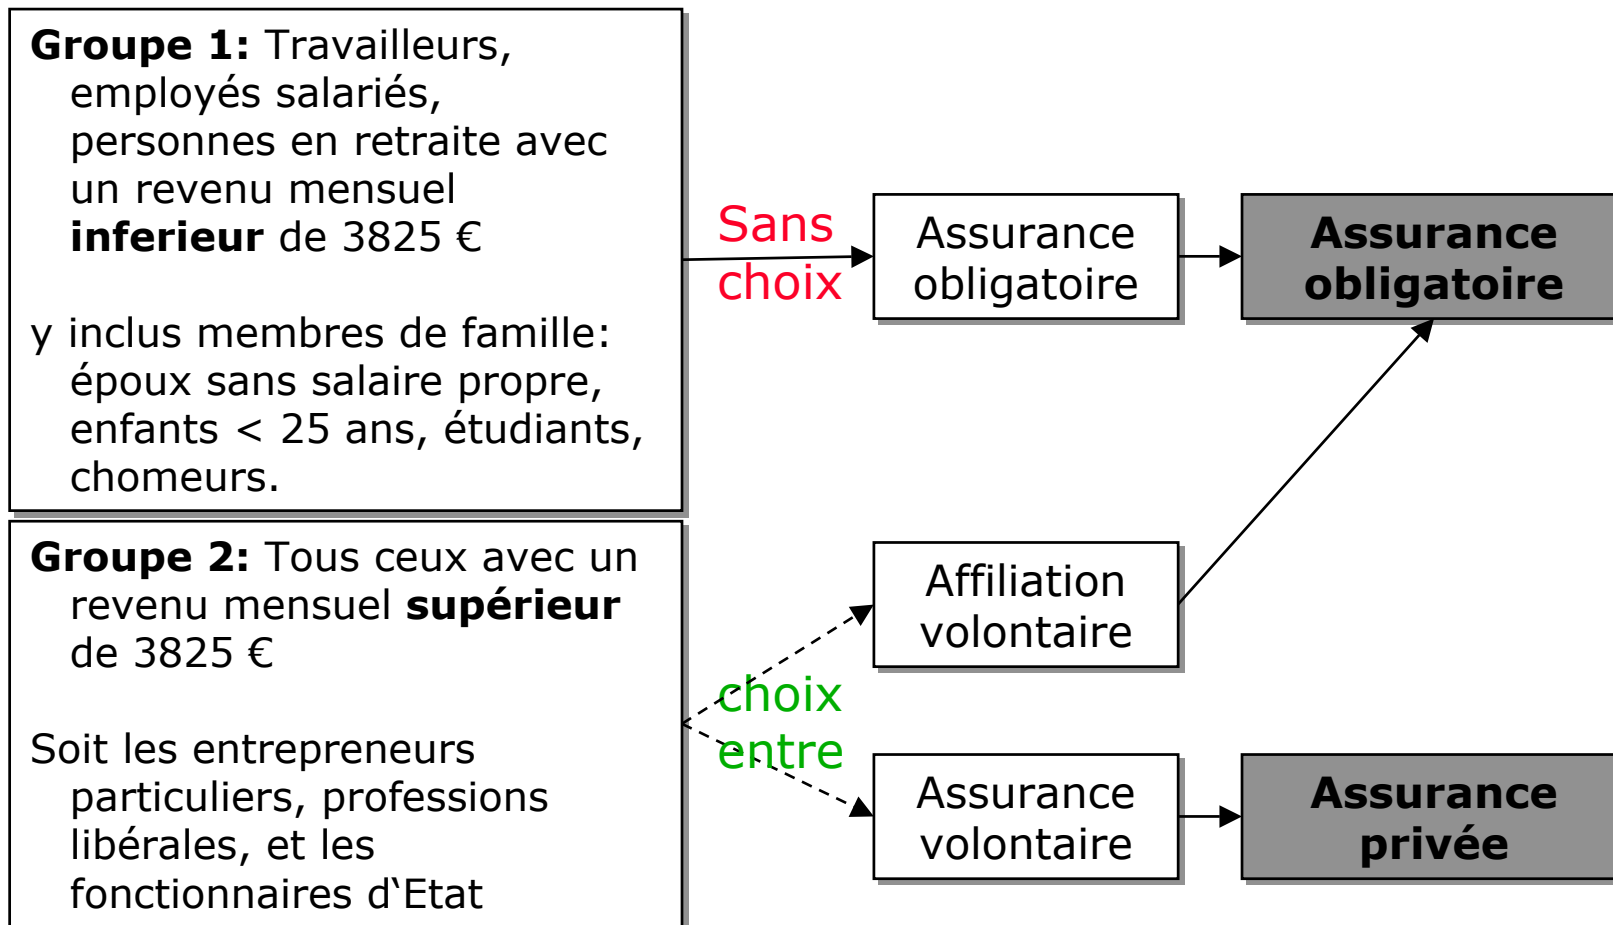 Groupe 1: Travailleurs,
employés salariés,
personnes en retraite avec
un revenu mensuel
inferieur de 3825 €
y inclus membres de famille:
époux sans salaire propre,
enfants < 25 ans, étudiants,
chomeurs.
Sans
choix
Assurance
obligatoire
Assurance
obligatoire
Groupe 2: Tous ceux avec un
revenu mensuel supérieur
de 3825 €
Soit les entrepreneurs
particuliers, professions
libérales, et les
fonctionnaires d‘Etat
choix
entre
Affiliation
volontaire
Assurance
volontaire
Assurance
privée